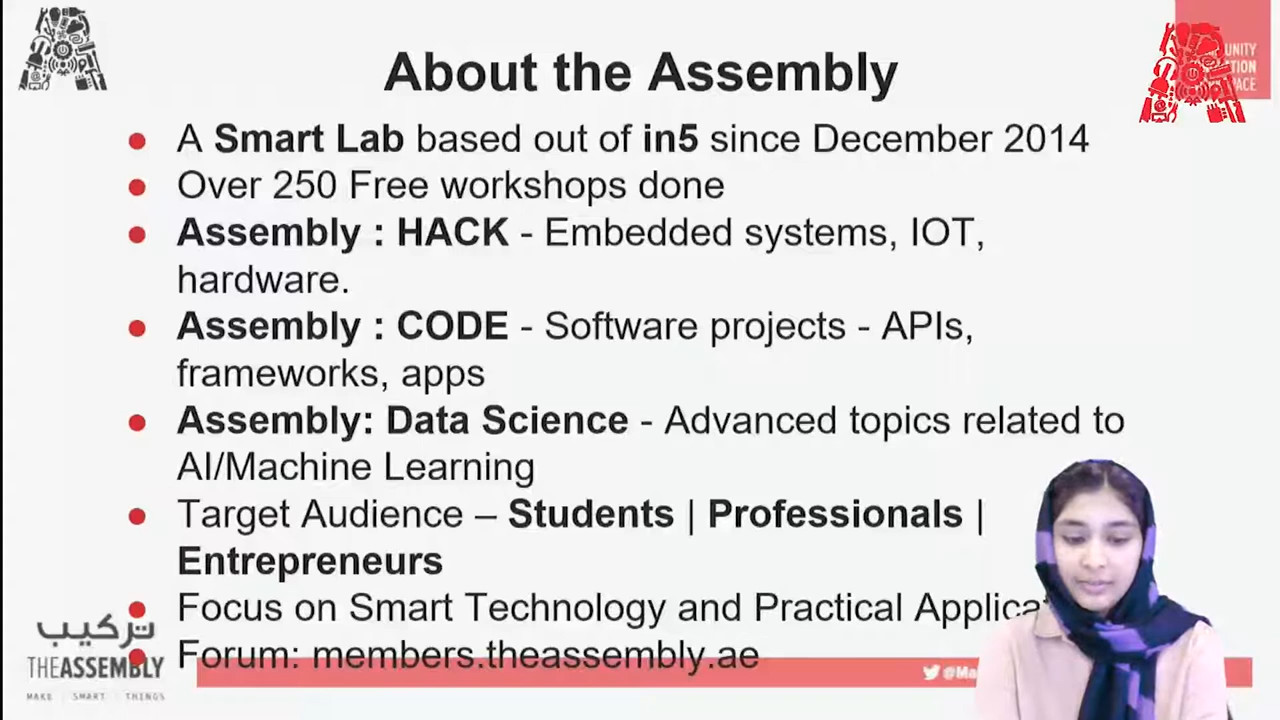 About the Assembly
A Smart Lab based out of in5 since December 2014
Over 250 Free workshops done
Assembly : HACK - Embedded systems, IOT,
hardware.
Assembly : CODE - Software projects - APIs,
frameworks, apps
Assembly: Data Science - Advanced topics related to
AI/Machine Learning
Target Audience – Students | Professionals |
Entrepreneurs
Focus on Smart Technology and Practical
Forum: members.theassembly.ae
تركيب
THEASSEMBLY
MAKE SMART THINGS